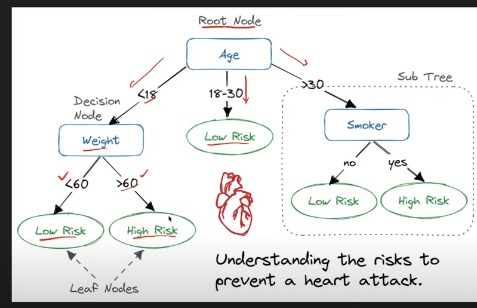 Root Node
Age
<18
18-30
>30
Sub Tree
Decision
Node
Weight
Low Risk
Smoker
<60
>60
no
yes
Low Risk
High Risk
Low Risk
High Risk
Leaf Nodes
Understanding the risks to
prevent a heart attack.